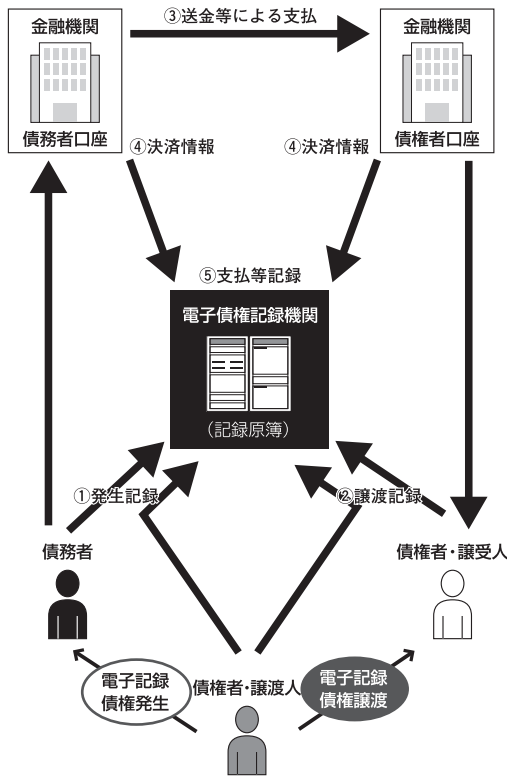 ③送金等による支払
金融機関
債務者口座
金融機関
債権者口座
④決済情報
④決済情報
⑤支払等記録
電子債権記録機関
（記録原簿）
①発生記録
②譲渡記録
債務者
債権者・譲受人
電子記録
債権発生
債権者・譲渡人
電子記録
債権譲渡